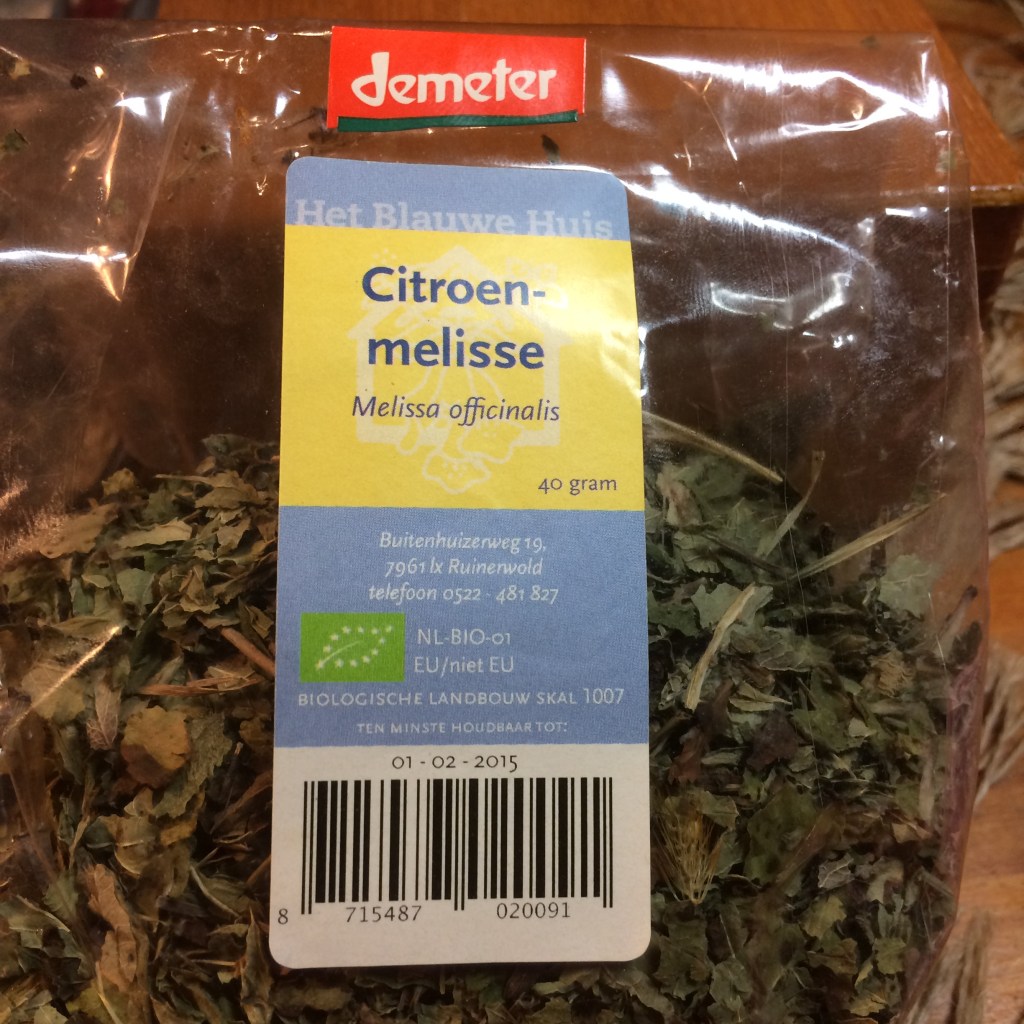 demeter
Het Blauwe Huis
Citroen-
melisse
Melissa officinalis
40 gram
Buitenhuizerweg 19,
7961 lx Ruinerwold
telefoon 0522 - 481 827
NL-BIO-01
EU/niet EU
BIOLOGISCHE LANDBOUW SKAL 1007
TEN MINSTE HOUDBAAR TOT:
01 - 02 - 2015
8 715487 020091